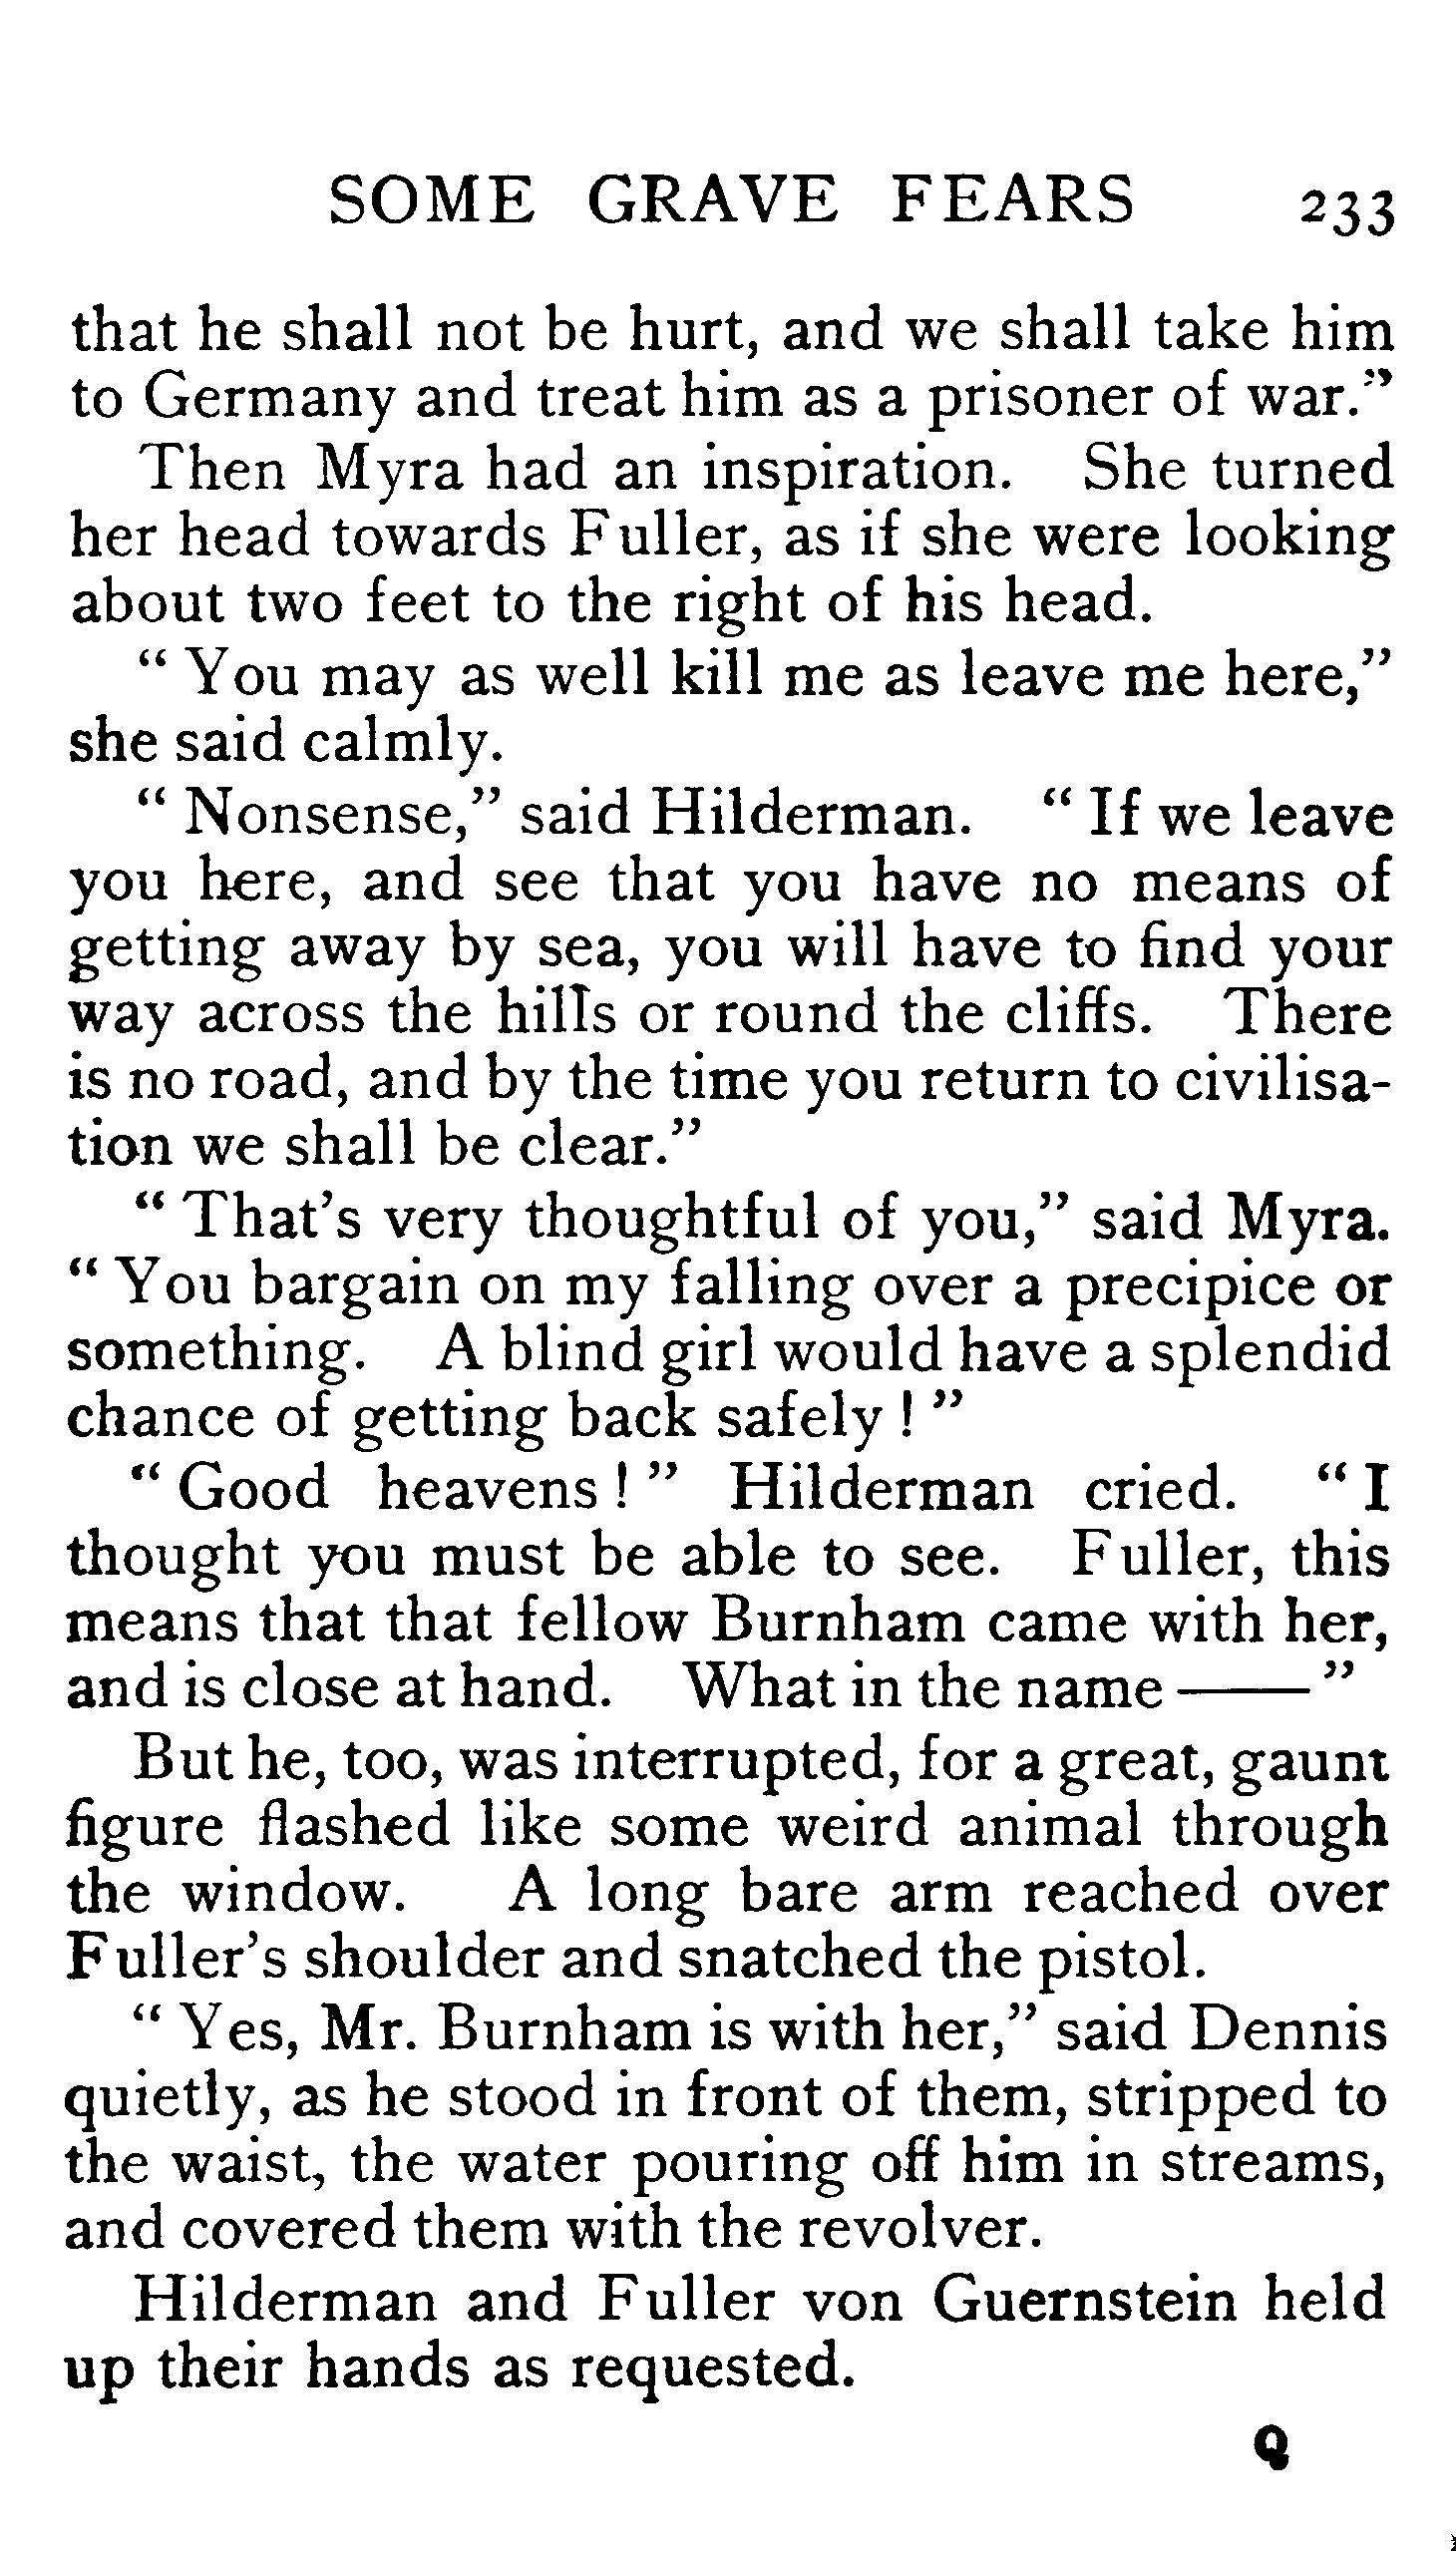 SOME GRAVE FEARS 233
that he shall not be hurt, and we shall take him
to Germany and treat him as a prisoner of war.”
Then Myra had an inspiration. She turned
her head towards Fuller, as if she were looking
about two feet to the right of his head.
“ You may as well kill me as leave me here,”
she said calmly.
“ Nonsense,” said Hilderman. “ If we leave
you here, and see that you have no means of
getting away by sea, you will have to find your
way across the hills or round the cliffs. There
is no road, and by the time you return to civilisa-
tion we shall be clear.”
“ That’s very thoughtful of you,” said Myra.
“ You bargain on my falling over a precipice or
something. A blind girl would have a splendid
chance of getting back safely ! ”
“ Good heavens ! ” Hilderman cried. “ I
thought you must be able to see. Fuller, this
means that that fellow Burnham came with her,
and is close at hand. What in the name —— ”
But he, too, was interrupted, for a great, gaunt
figure flashed like some weird animal through
the window. A long bare arm reached over
Fuller’s shoulder and snatched the pistol.
“ Yes, Mr. Burnham is with her,” said Dennis
quietly, as he stood in front of them, stripped to
the waist, the water pouring off him in streams,
and covered them with the revolver.
Hilderman and Fuller von Guernstein held
up their hands as requested.
Q